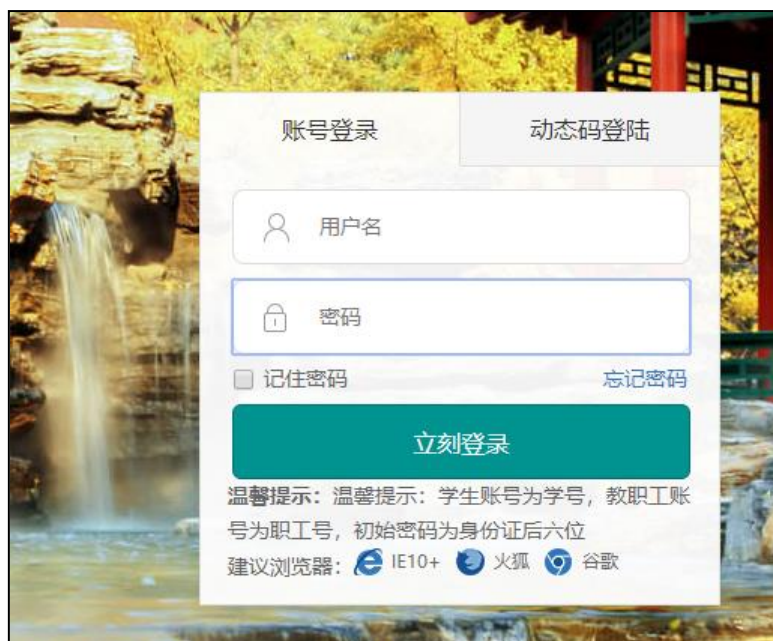 账号登录 动态码登陆
用户名
密码
记住密码 忘记密码
立刻登录
温馨提示：温馨提示：学生账号为学号，教职工账
号为职工号，初始密码为身份证后六位
建议浏览器： IE10+ 火狐 谷歌